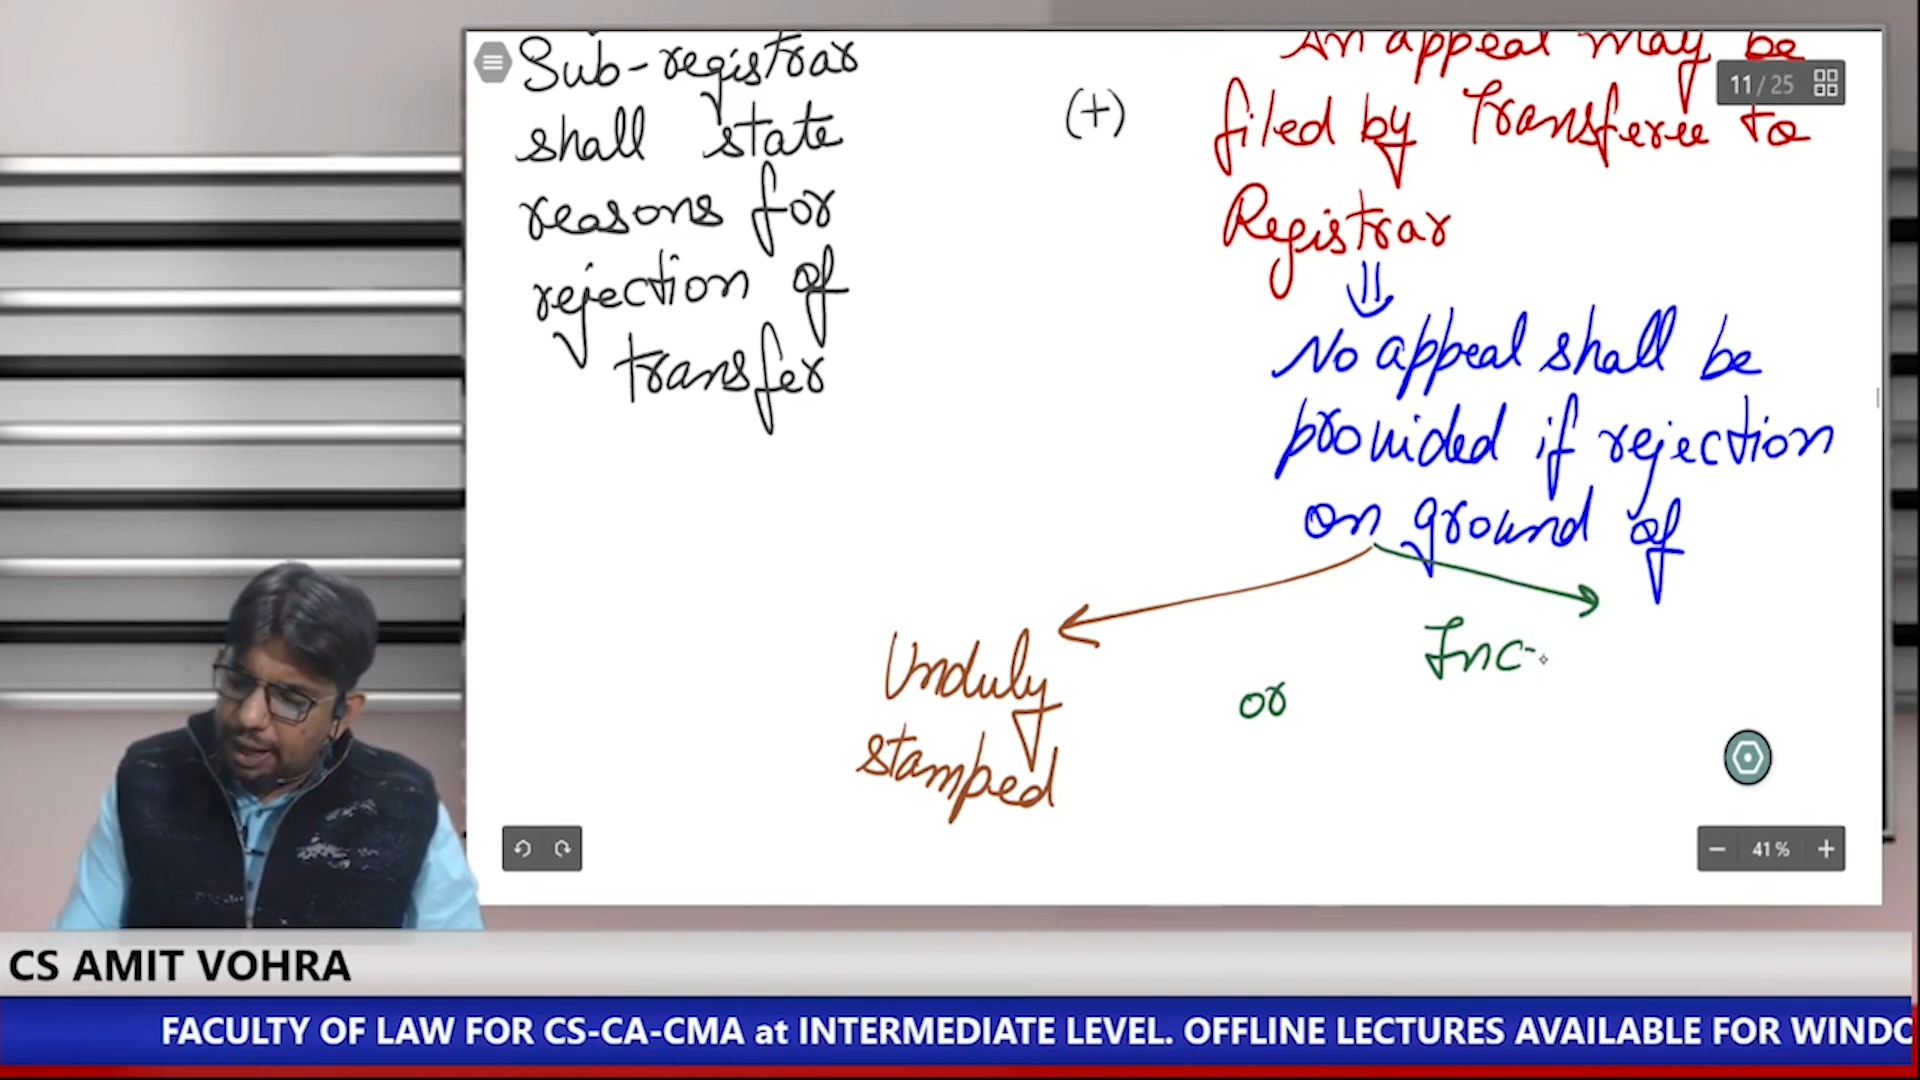 Sub-registrar
shall state
reasons for
rejection of
transfer
(+)
An appeal may be
filed by Transferee to
Registrar
⇓
No appeal shall be
provided if rejection
on ground of
Unduly
stamped
or
Inc-
11 / 25
41 %
CS AMIT VOHRA
FACULTY OF LAW FOR CS-CA-CMA at INTERMEDIATE LEVEL. OFFLINE LECTURES AVAILABLE FOR WINDO